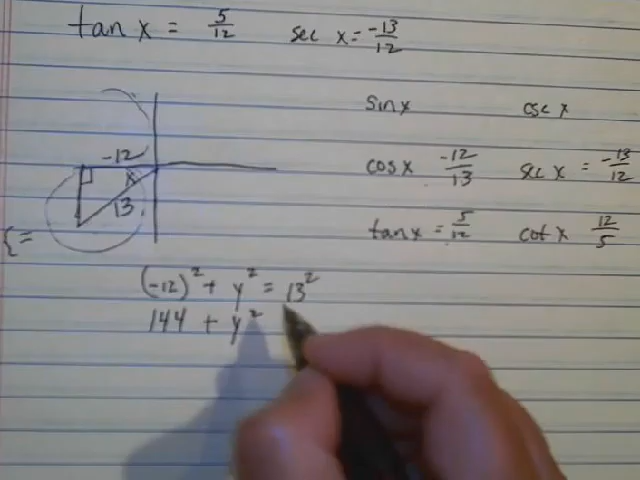 tan x = 5/12 sec x = -13/12
sin x csc x
-12
cos x -12/13 sec x = -13/12
x
13
tan x = 5/12 cot x 12/5
(-12)² + y² = 13²
144 + y²